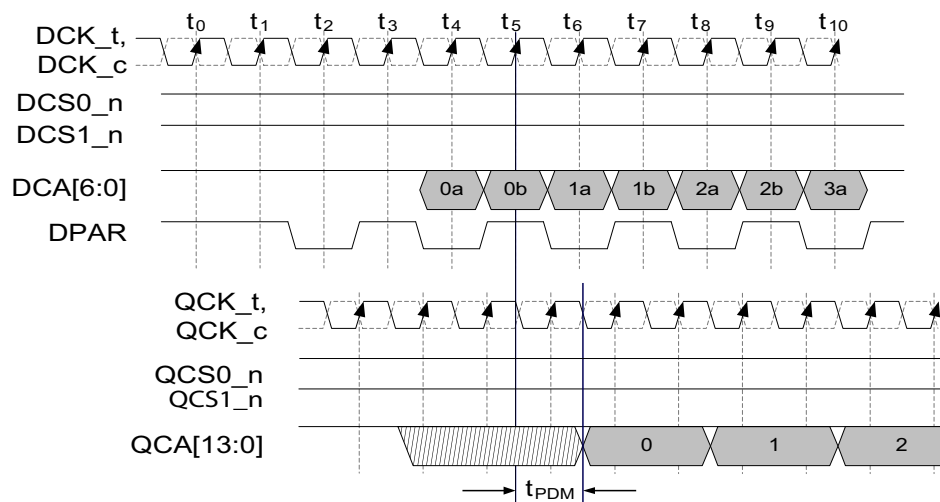 t0 t1 t2 t3 t4 t5 t6 t7 t8 t9 t10
DCK_t,
DCK_c
DCS0_n
DCS1_n
DCA[6:0] 0a 0b 1a 1b 2a 2b 3a
DPAR
QCK_t,
QCK_c
QCS0_n
QCS1_n
QCA[13:0] 0 1 2
tPDM